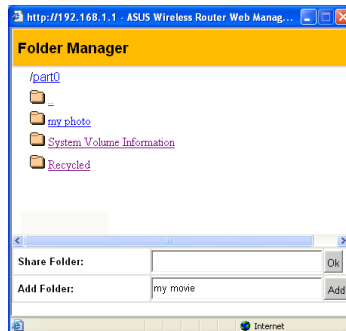 http://192.168.1.1 - ASUS Wireless Router Web Manag...
Folder Manager
/part0
..
my photo
System Volume Information
Recycled
Share Folder:
Ok
Add Folder:
my movie
Add
Internet